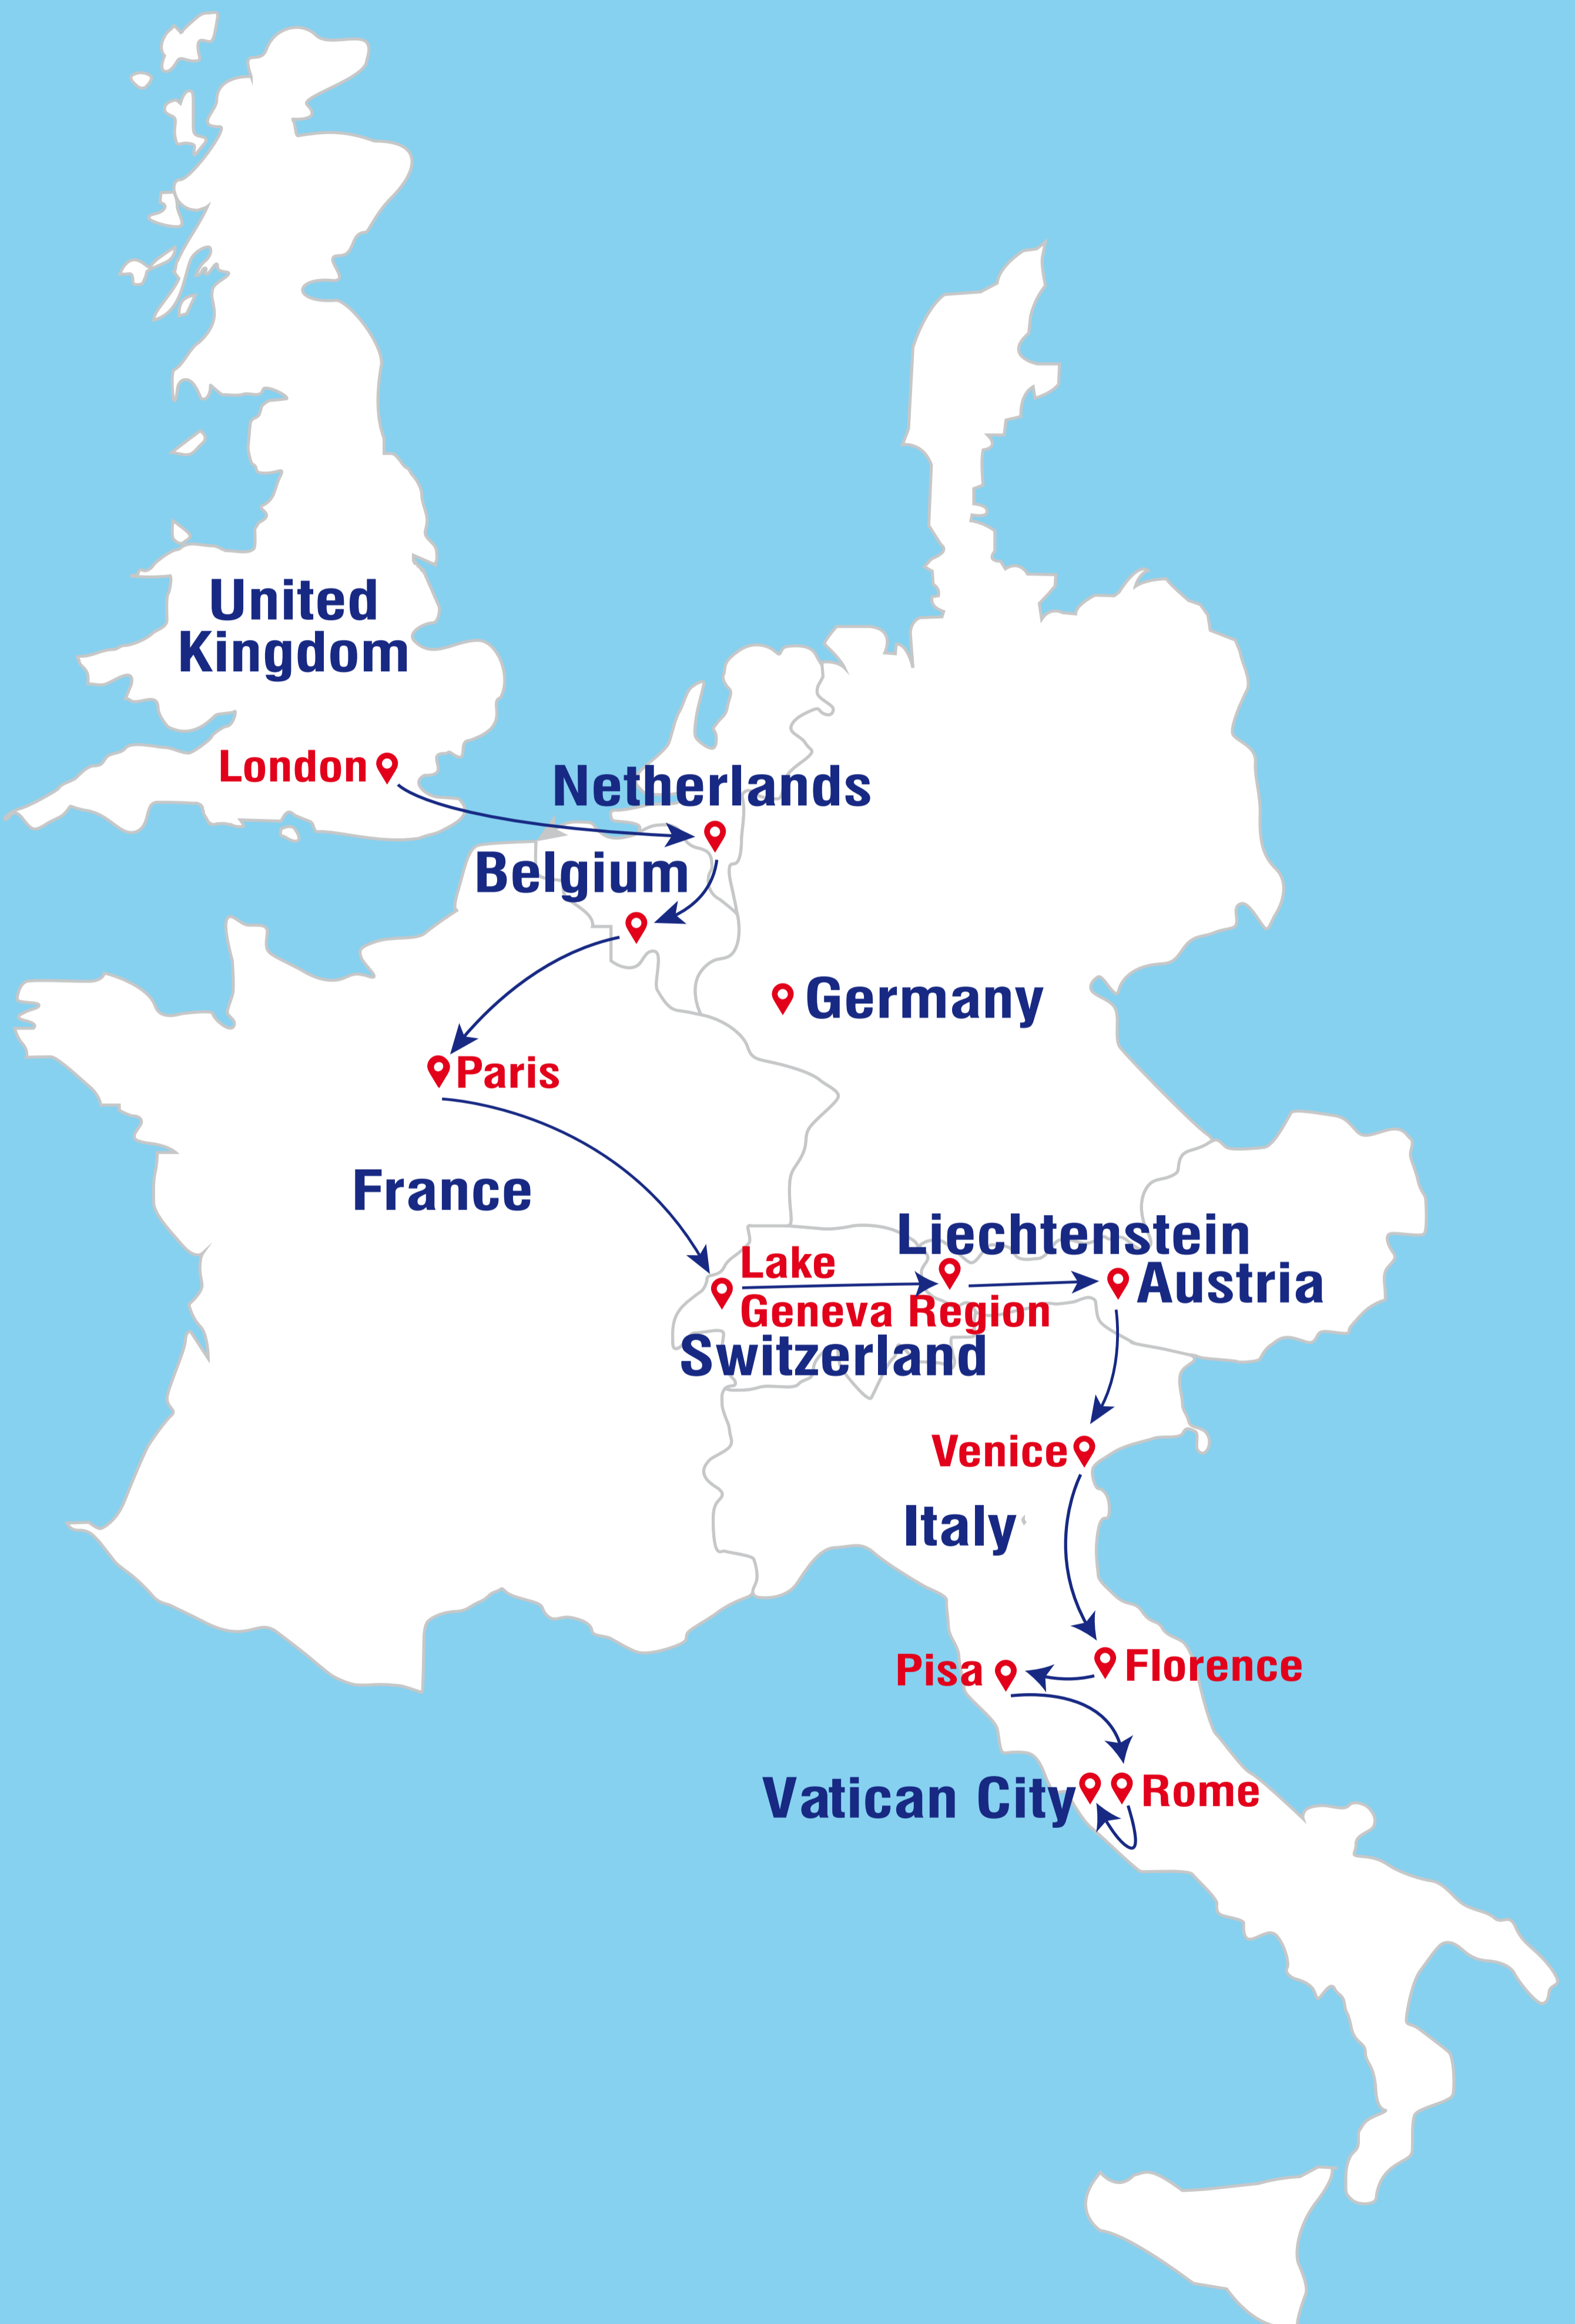 United
Kingdom
London
Netherlands
Belgium
Germany
Paris
France
Liechtenstein
Lake
Geneva Region
Austria
Switzerland
Venice
Italy
Pisa
Florence
Vatican City
Rome